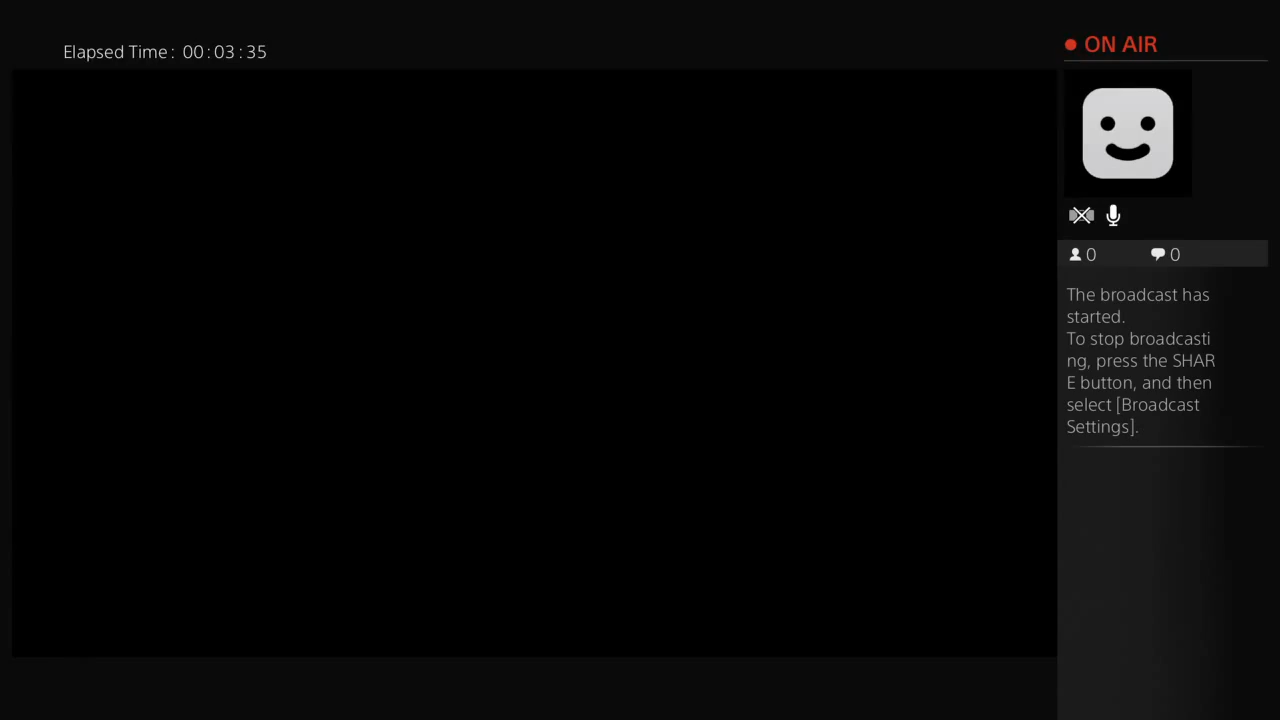 Elapsed Time: 00:03:35
ON AIR
0 0
The broadcast has
started.
To stop broadcasti
ng, press the SHAR
E button, and then
select [Broadcast
Settings].